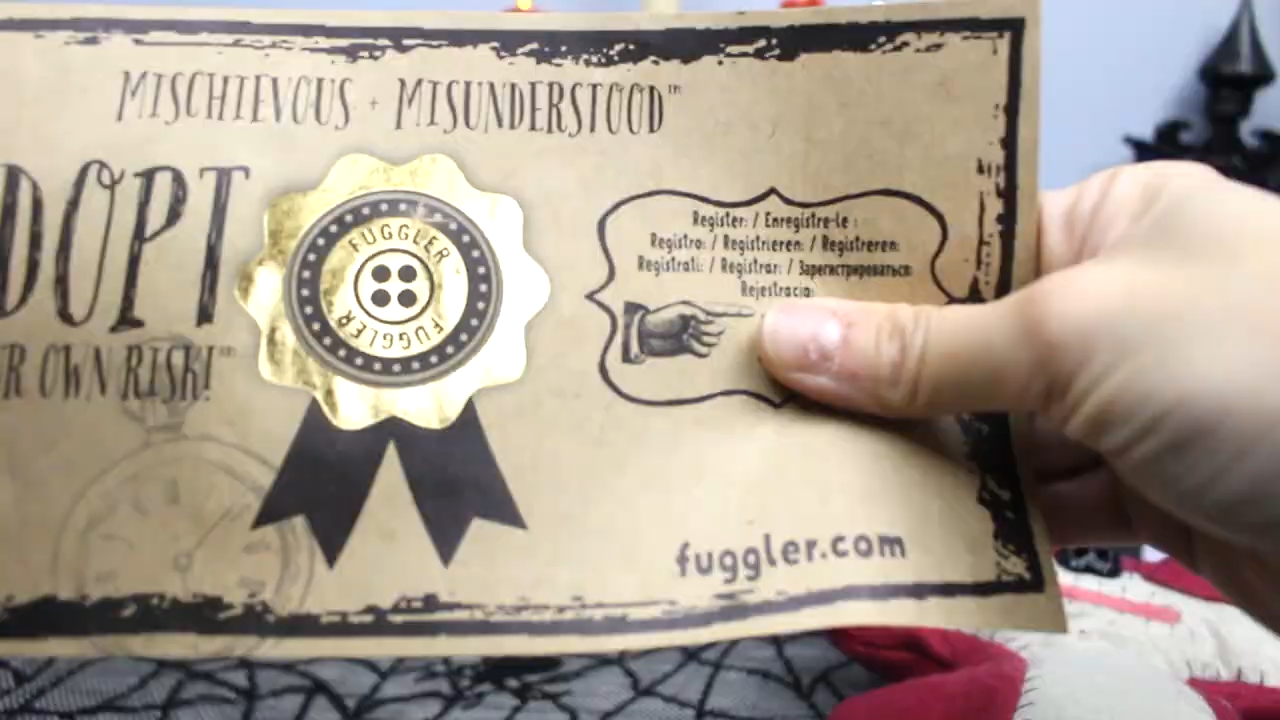 MISCHIEVOUS + MISUNDERSTOOD™
DOPT
R OWN RISK!™
FUGGLER
FUGGLER
Register: / Enregistre-le :
Registro: / Registrieren: / Registreren:
Registrati: / Registrar: / Зарегистрироваться:
Rejestracja:
fuggler.com